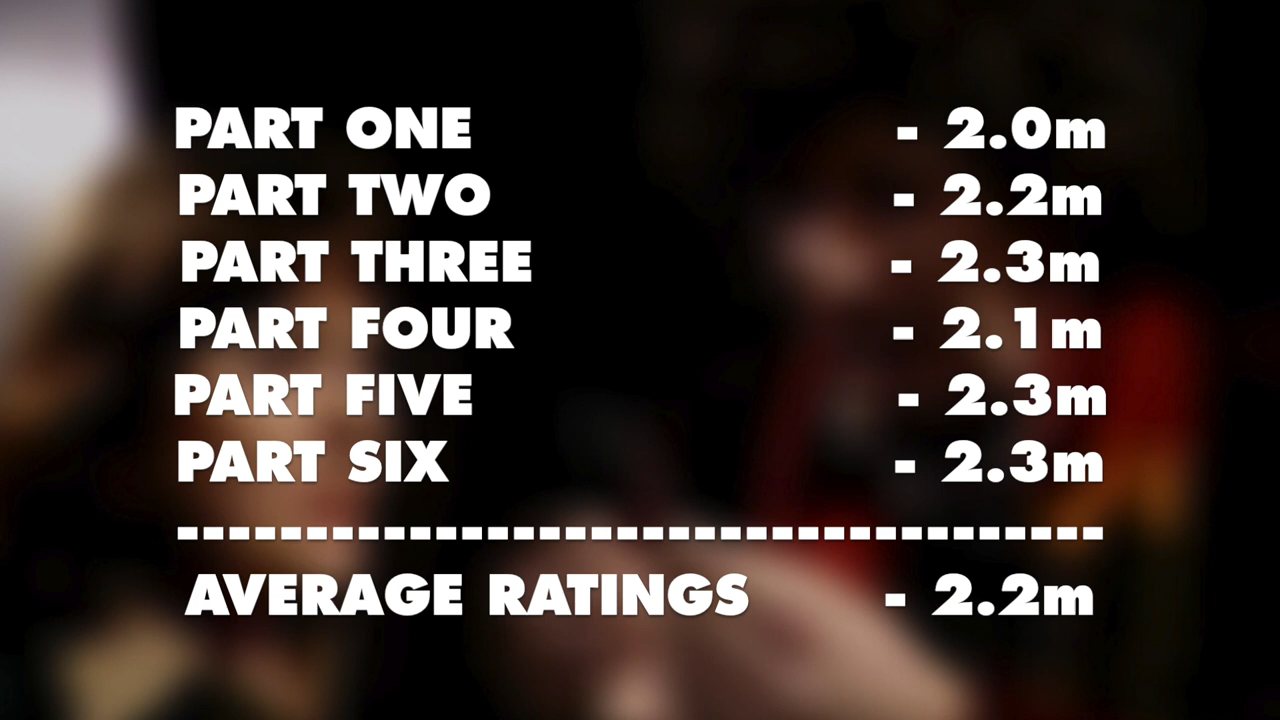 PART ONE - 2.0m
PART TWO - 2.2m
PART THREE - 2.3m
PART FOUR - 2.1m
PART FIVE - 2.3m
PART SIX - 2.3m
------------------------------------
AVERAGE RATINGS - 2.2m